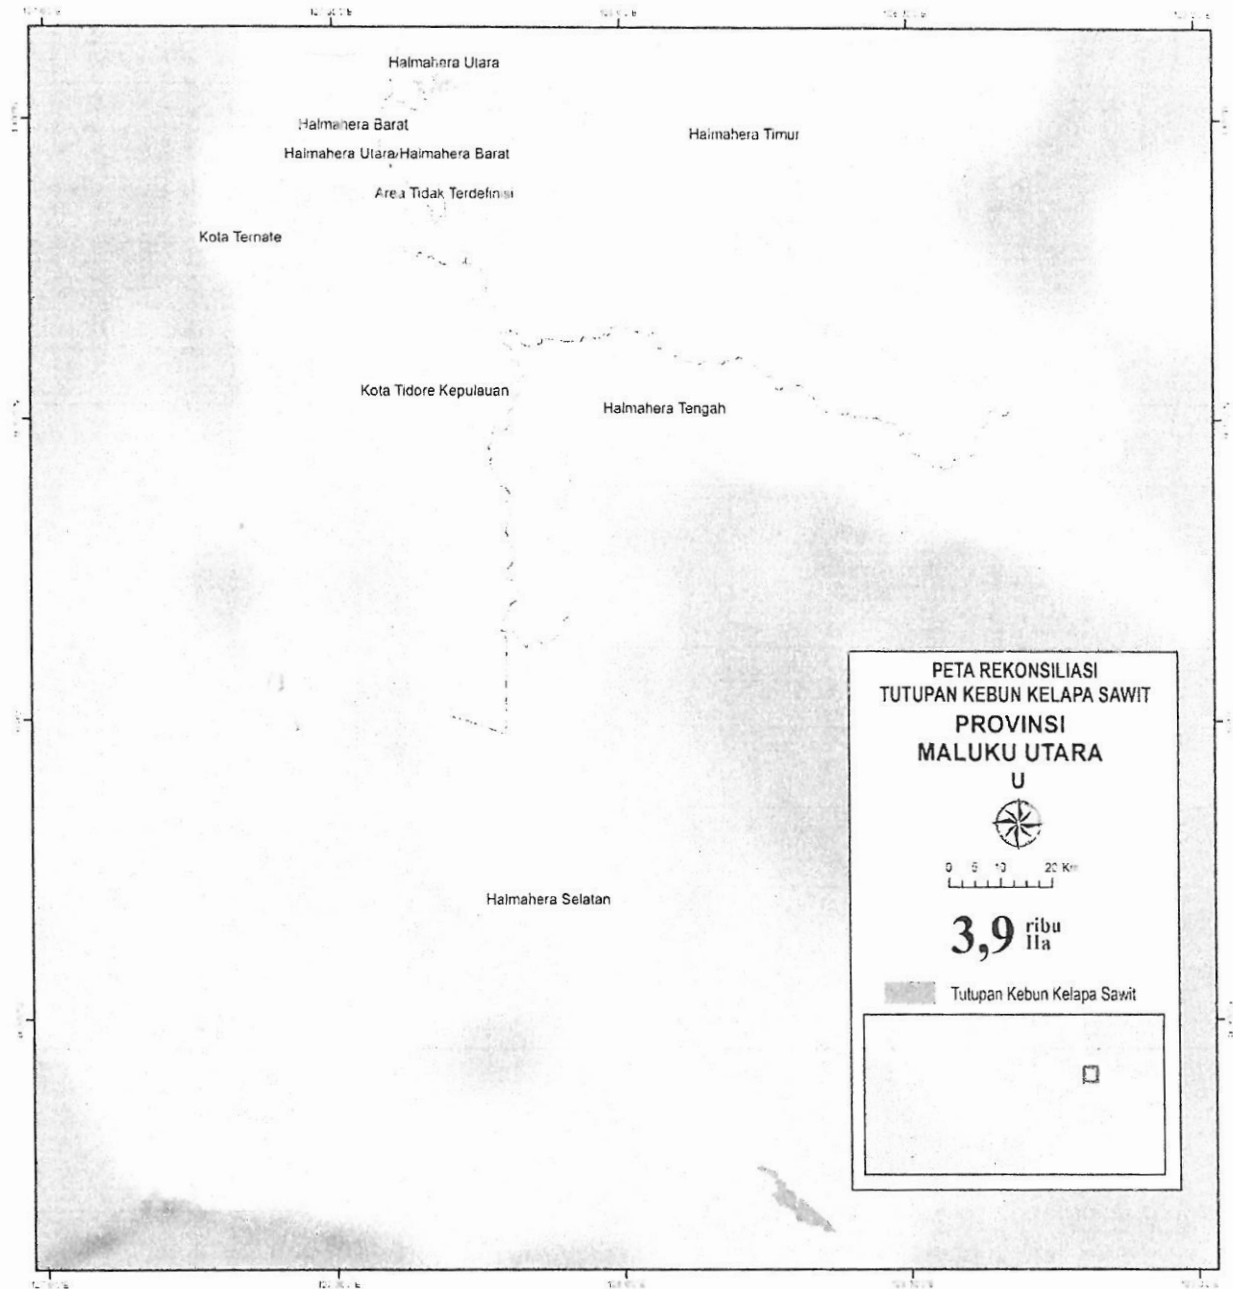 Halmahera Utara
Halmahera Barat
Halmahera Timur
Halmahera Utara/Halmahera Barat
Area Tidak Terdefinisi
Kota Ternate
Kota Tidore Kepulauan
Halmahera Tengah
Halmahera Selatan
PETA REKONSILIASI
TUTUPAN KEBUN KELAPA SAWIT
PROVINSI
MALUKU UTARA
U
0 5 10 20 Km
3,9 ribu
Ha
Tutupan Kebun Kelapa Sawit